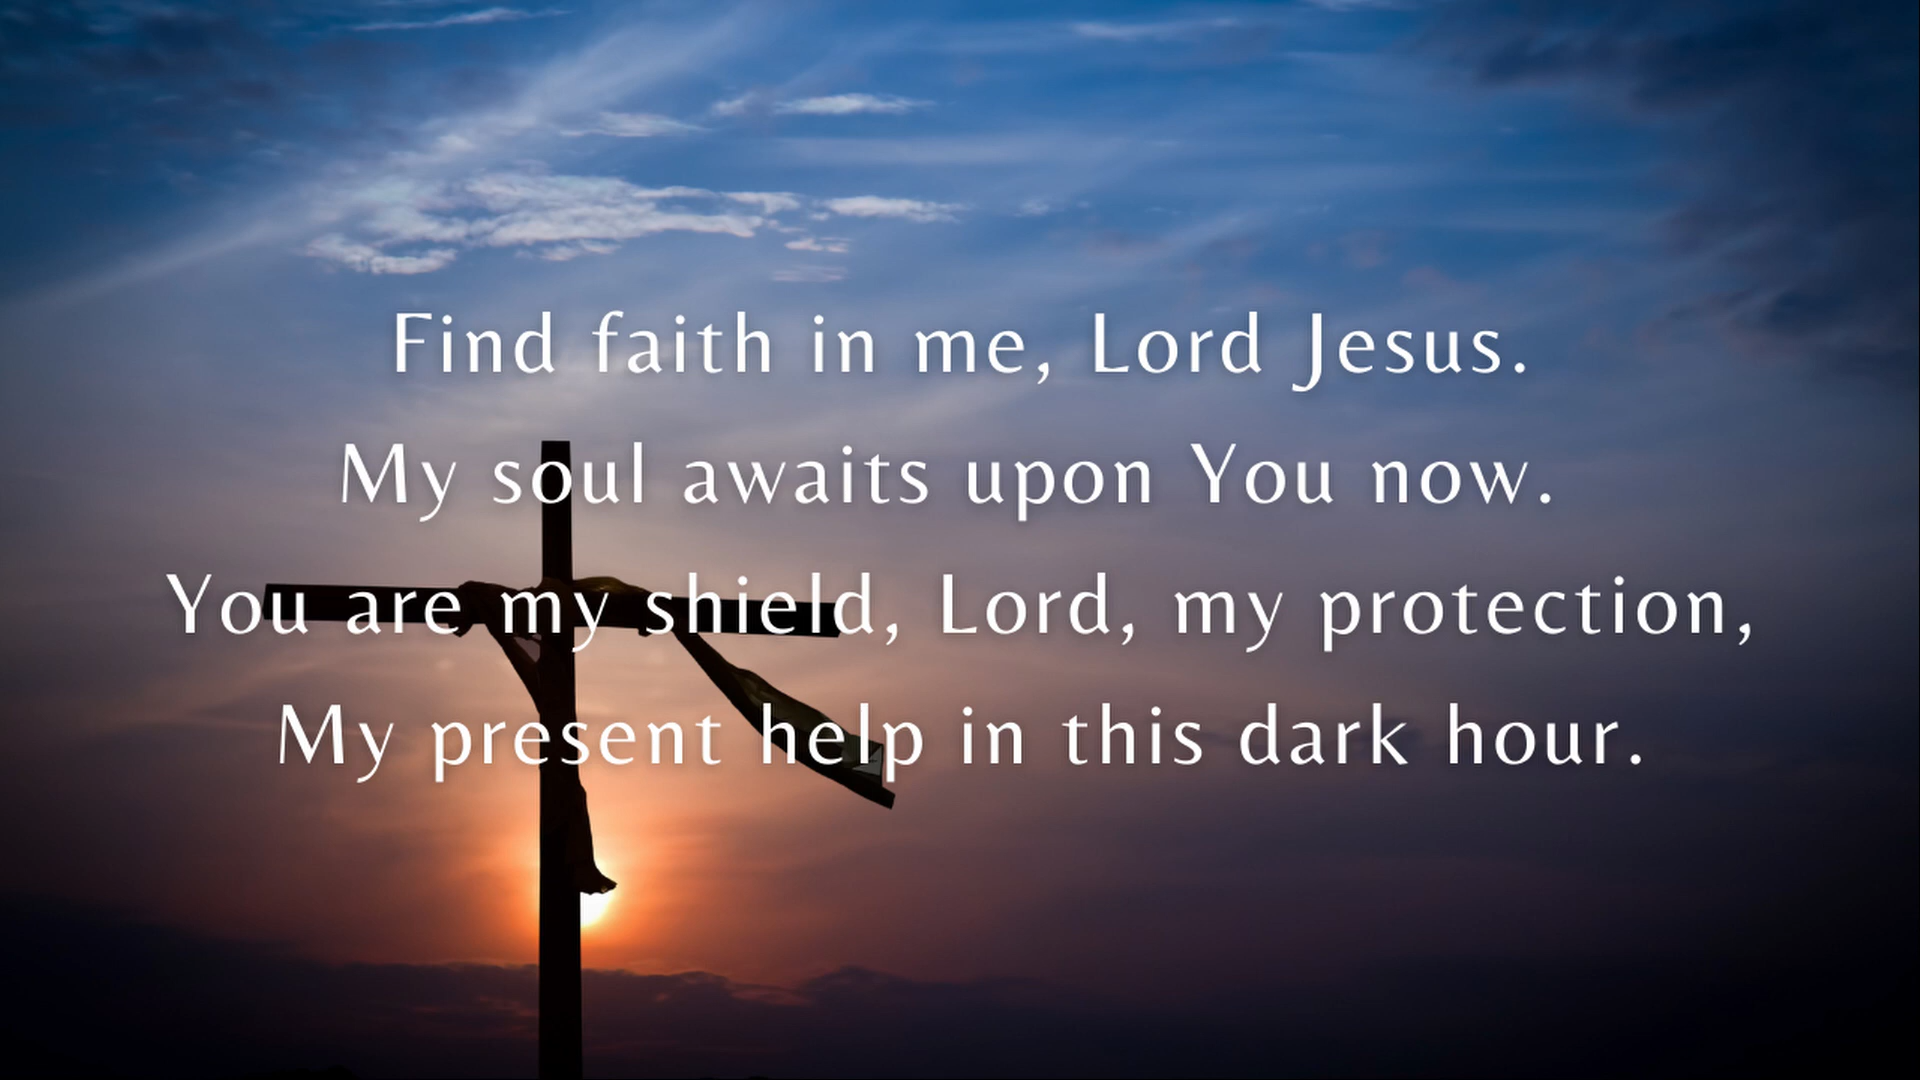 Find faith in me, Lord Jesus.
My soul awaits upon You now.
You are my shield, Lord, my protection,
My present help in this dark hour.